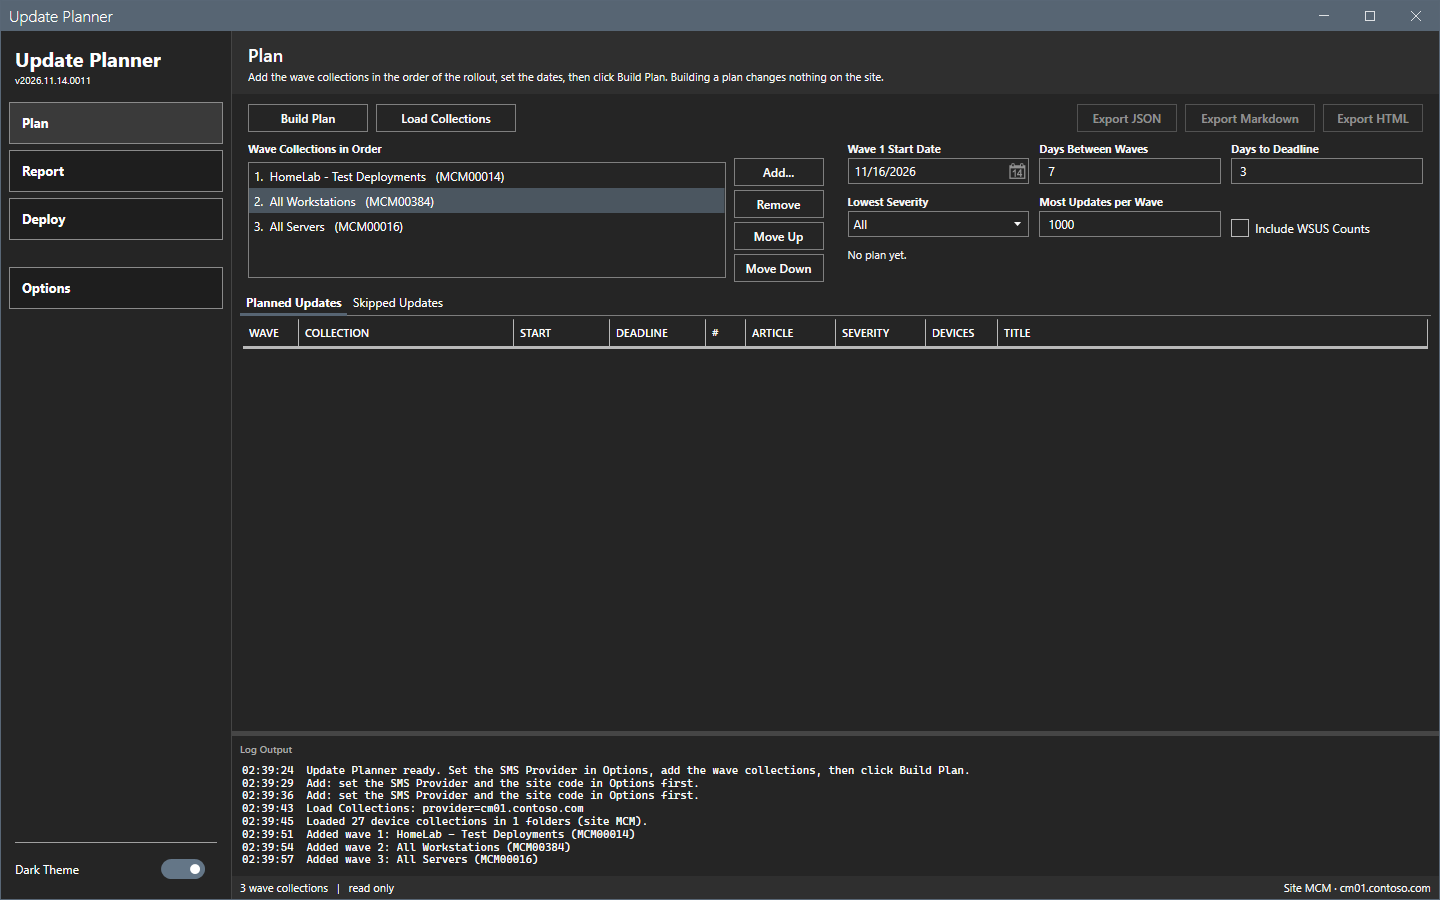 Update Planner
Update Planner
v2026.11.14.0011
Plan
Report
Deploy
Options
Dark Theme
Plan
Add the wave collections in the order of the rollout, set the dates, then click Build Plan. Building a plan changes nothing on the site.
Build Plan
Load Collections
Export JSON
Export Markdown
Export HTML
Wave Collections in Order
1. HomeLab - Test Deployments (MCM00014)
2. All Workstations (MCM00384)
3. All Servers (MCM00016)
Add...
Remove
Move Up
Move Down
Wave 1 Start Date
Days Between Waves
Days to Deadline
11/16/2026
14
7
3
Lowest Severity
Most Updates per Wave
All
1000
Include WSUS Counts
No plan yet.
Planned Updates
Skipped Updates
WAVE
COLLECTION
START
DEADLINE
#
ARTICLE
SEVERITY
DEVICES
TITLE
Log Output
02:39:24 Update Planner ready. Set the SMS Provider in Options, add the wave collections, then click Build Plan.
02:39:29 Add: set the SMS Provider and the site code in Options first.
02:39:36 Add: set the SMS Provider and the site code in Options first.
02:39:43 Load Collections: provider=cm01.contoso.com
02:39:45 Loaded 27 device collections in 1 folders (site MCM).
02:39:51 Added wave 1: HomeLab - Test Deployments (MCM00014)
02:39:54 Added wave 2: All Workstations (MCM00384)
02:39:57 Added wave 3: All Servers (MCM00016)
3 wave collections | read only
Site MCM · cm01.contoso.com